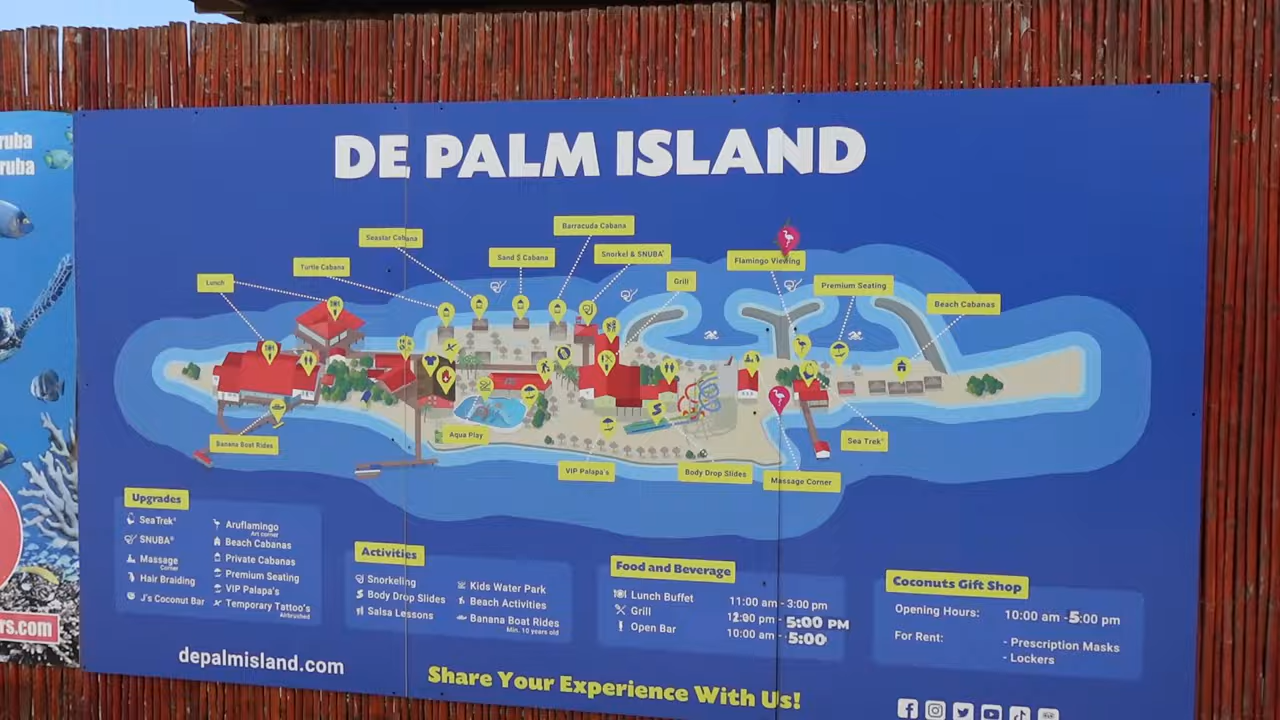 ruba
ruba
DE PALM ISLAND
Barracuda Cabana
Seastar Cabana
Sand $ Cabana
Snorkel & SNUBA®
Flamingo Viewing
Turtle Cabana
Lunch
Grill
Premium Seating
Beach Cabanas
Banana Boat Rides
Aqua Play
VIP Palapa's
Body Drop Slides
Massage Corner
Sea Trek®
Upgrades
SeaTrek®
SNUBA®
Massage
Corner
Hair Braiding
J's Coconut Bar
Aruflamingo
Art corner
Beach Cabanas
Private Cabanas
Premium Seating
VIP Palapa's
Temporary Tattoo's
Airbrushed
Activities
Snorkeling
Body Drop Slides
Salsa Lessons
Kids Water Park
Beach Activities
Banana Boat Rides
Min. 10 years old
Food and Beverage
Lunch Buffet 11:00 am - 3:00 pm
Grill 12:00 pm - 5:00 PM
Open Bar 10:00 am - 5:00
Coconuts Gift Shop
Opening Hours: 10:00 am - 5:00 pm
For Rent: - Prescription Masks
- Lockers
rs.com
depalmisland.com
Share Your Experience With Us!